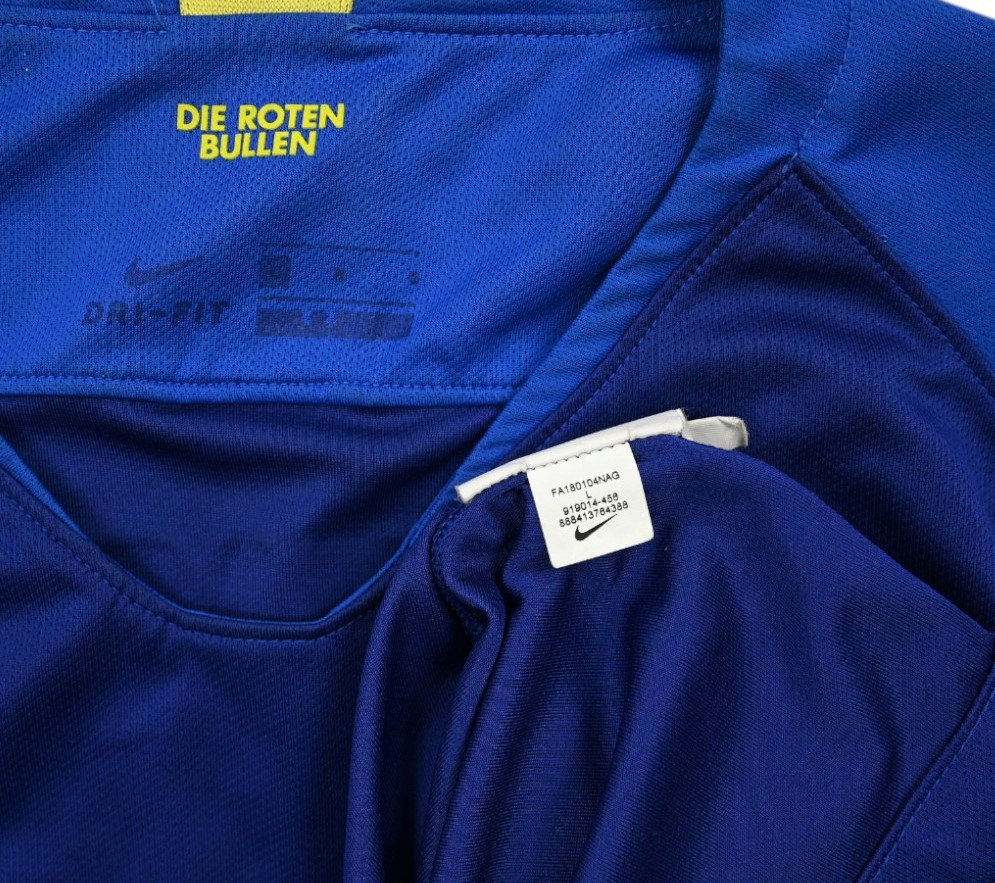 DIE ROTEN
BULLEN
DRI-FIT
FA180104NAG
L
919014-456
888413764388